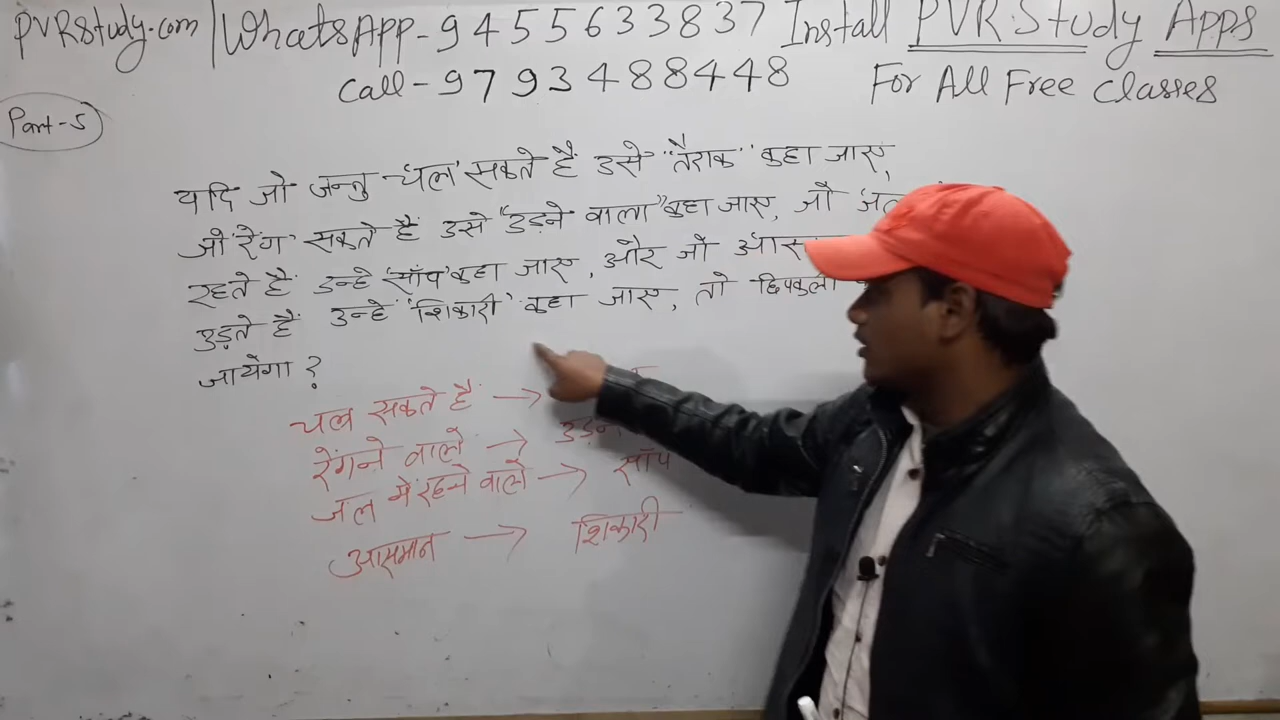 PVRStudy.com | WhatsApp - 9455633837 Install PVR Study Apps
Call - 9793488448 For All Free Classes
Part-5
यदि जो जन्तु 'चल' सकते हैं उसे "तैराक" कहा जाए,
जो 'रेंग' सकते हैं उसे "उड़ने वाला" कहा जाए, जो
रहते हैं उन्हे 'साँप' कहा जाए, और जो
उड़ते हैं उन्हे 'शिकारी' कहा जाए, तो छिपकली
जायेगा ?
चल सकते हैं →
रेंगने वाले →
जल में रहने वाले → साँप
आसमान → शिकारी